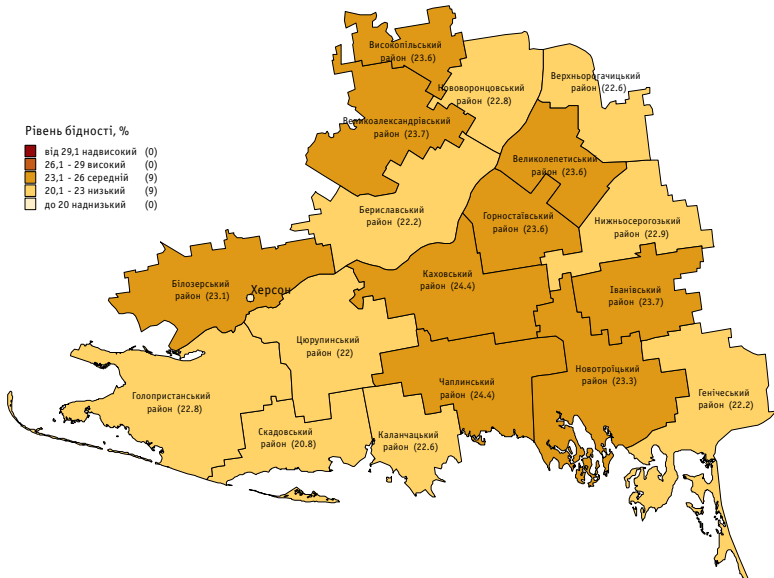 Високопільський
район (23.6)
Нововоронцовський
район (22.8)
Верхньорогачицький
район (22.6)
Великоалександрівський
район (23.7)
Рівень бідності, %
від 29,1 надвисокий (0)
26,1 - 29 високий (0)
23,1 - 26 середній (9)
20,1 - 23 низький (9)
до 20 наднизький (0)
Великолепетиський
район (23.6)
Бериславський
район (22.2)
Горностаївський
район (23.6)
Нижньосерогозький
район (22.9)
Білозерський
район (23.1)
Херсон
Каховський
район (24.4)
Іванівський
район (23.7)
Цюрупинський
район (22)
Голопристанський
район (22.8)
Чаплинський
район (24.4)
Новотроїцький
район (23.3)
Генічеський
район (22.2)
Скадовський
район (20.8)
Каланчацький
район (22.6)